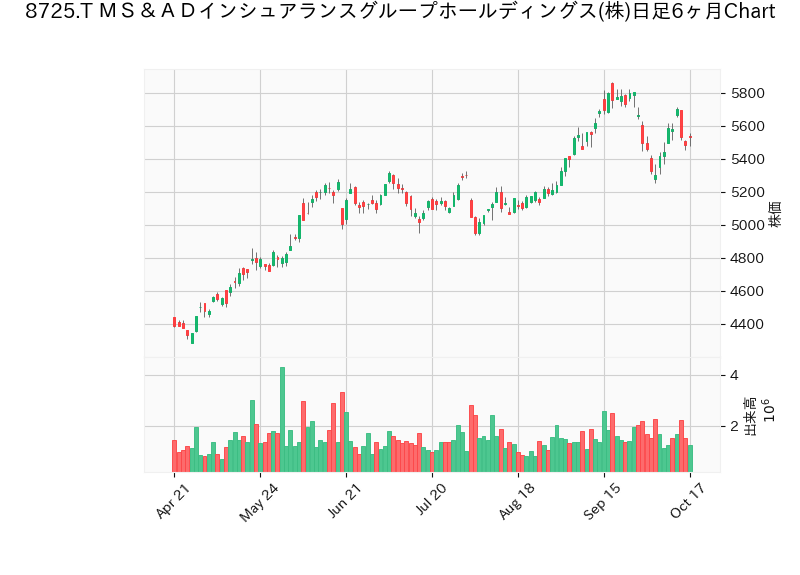 8725.T ＭＳ＆ＡＤインシュアランスグループホールディングス(株)日足6ヶ月Chart
5800
5600
5400
5200
5000
4800
4600
4400
株価
4
2
出来高
10^6
Apr 21
May 24
Jun 21
Jul 20
Aug 18
Sep 15
Oct 17